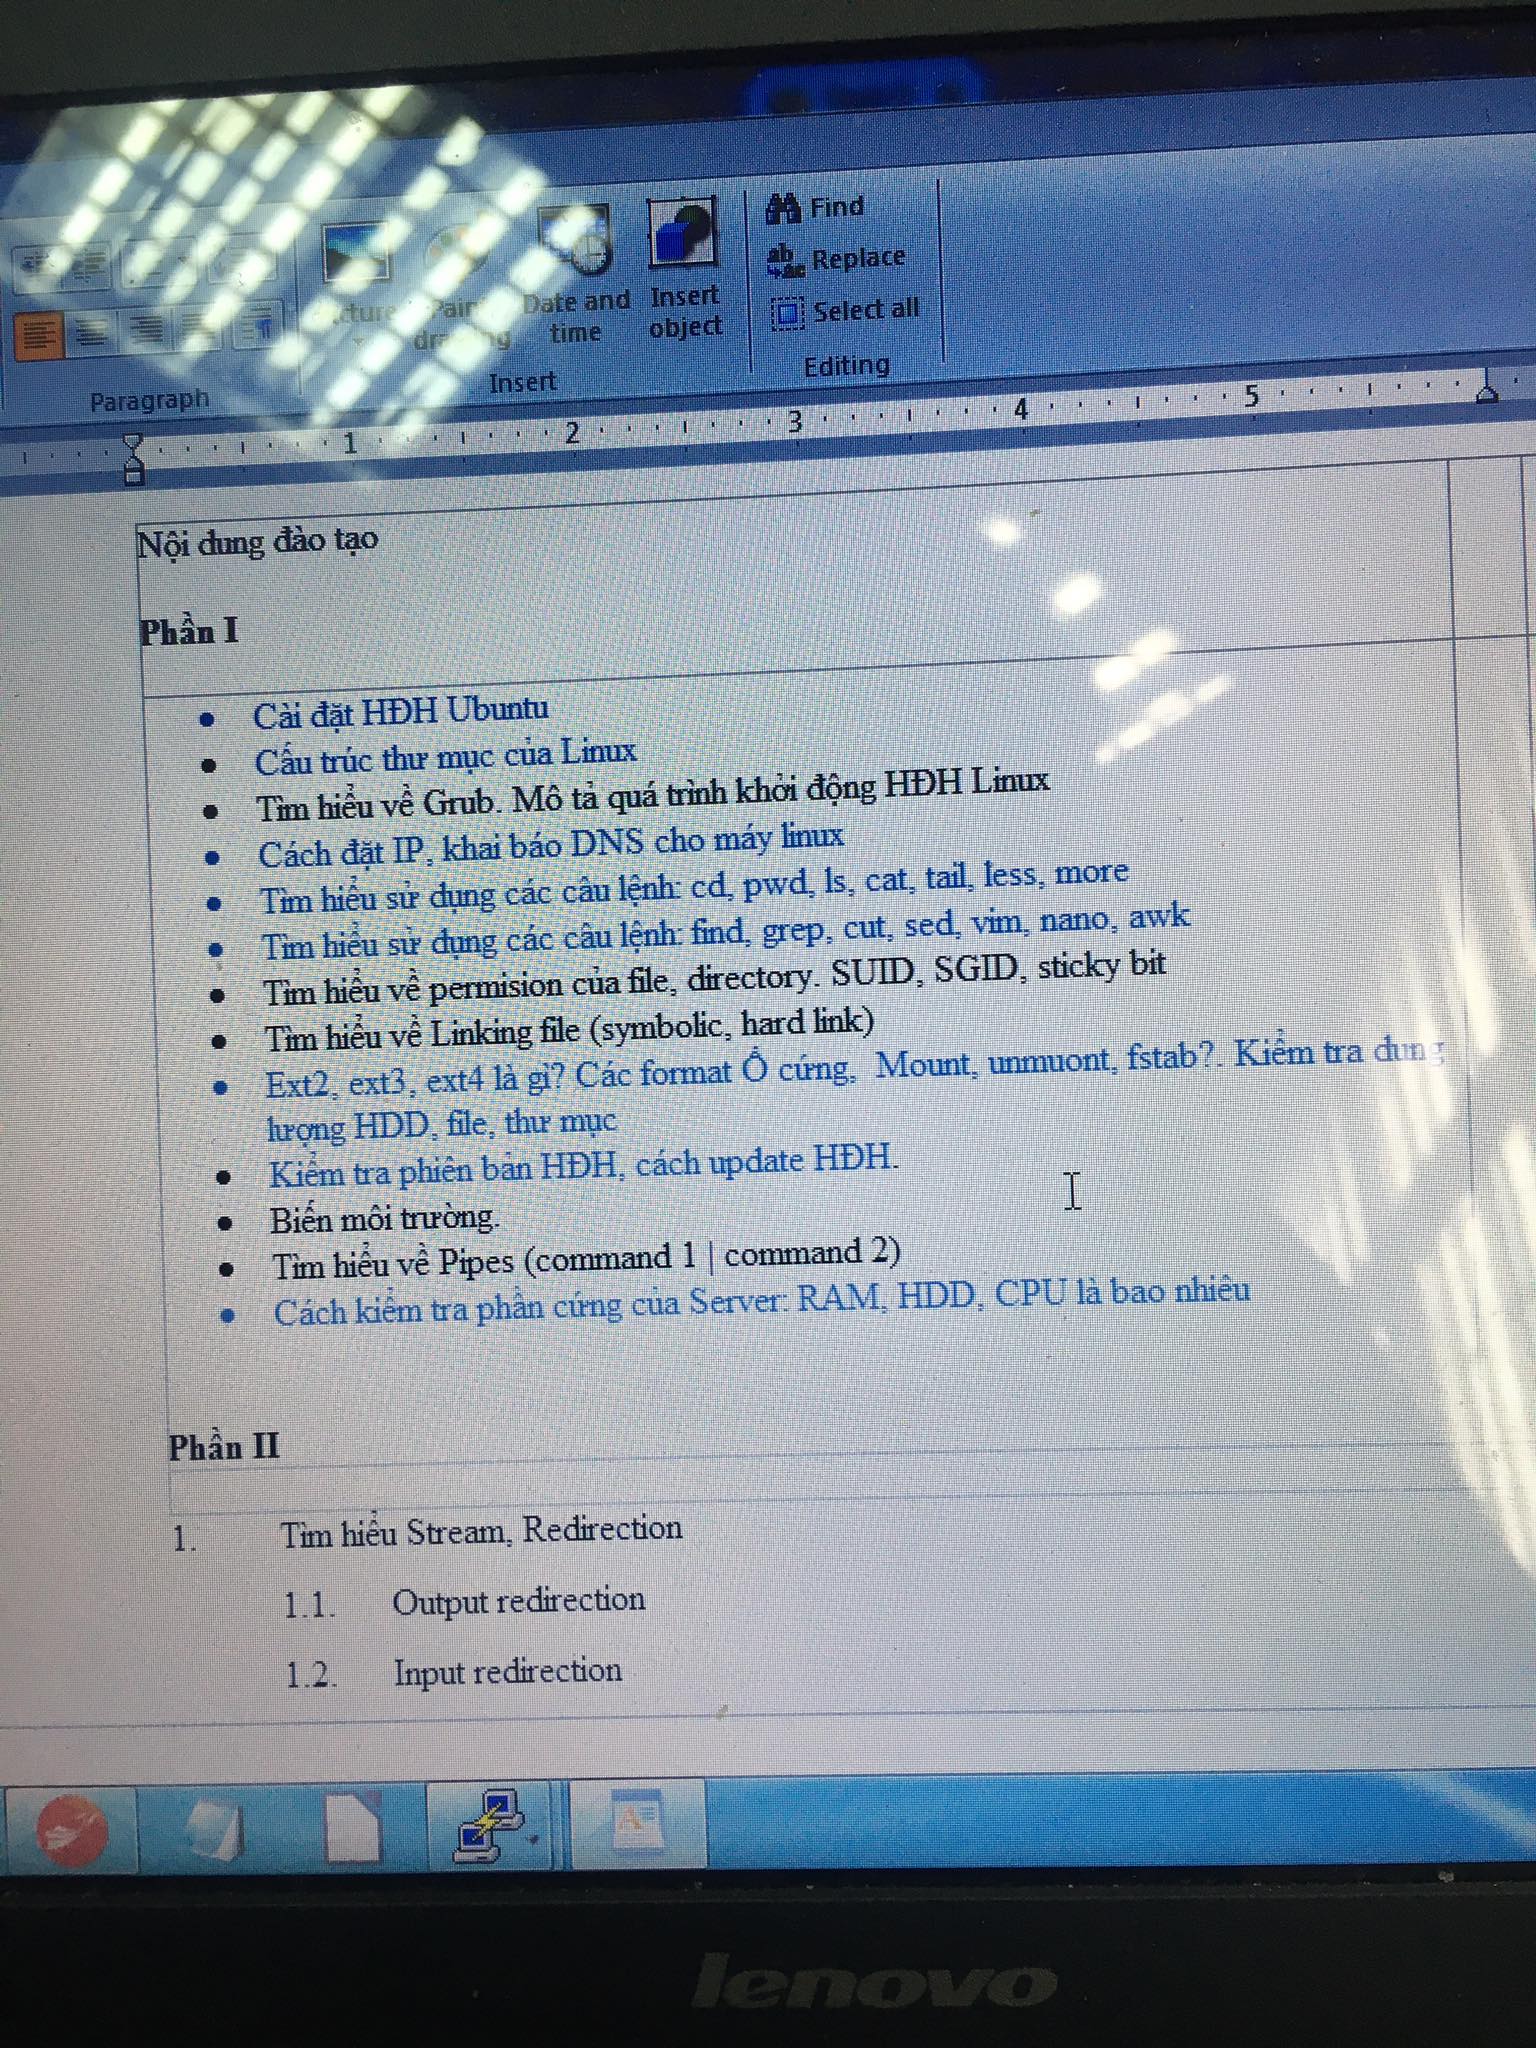 Find
Replace
Select all
Date and
time
Insert
object
Paragraph
Insert
Editing
1 2 3 4 5
Nội dung đào tạo
Phần I
• Cài đặt HĐH Ubuntu
• Cấu trúc thư mục của Linux
• Tìm hiểu về Grub. Mô tả quá trình khởi động HĐH Linux
• Cách đặt IP, khai báo DNS cho máy linux
• Tìm hiểu sử dụng các câu lệnh: cd, pwd, ls, cat, tail, less, more
• Tìm hiểu sử dụng các câu lệnh: find, grep, cut, sed, vim, nano, awk
• Tìm hiểu về permision của file, directory. SUID, SGID, sticky bit
• Tìm hiểu về Linking file (symbolic, hard link)
• Ext2, ext3, ext4 là gì? Các format Ổ cứng, Mount, unmuont, fstab?. Kiểm tra dung
lượng HDD, file, thư mục
• Kiểm tra phiên bản HĐH, cách update HĐH.
• Biến môi trường.
• Tìm hiểu về Pipes (command 1 | command 2)
• Cách kiểm tra phần cứng của Server: RAM, HDD, CPU là bao nhiêu
Phần II
1. Tìm hiểu Stream, Redirection
1.1. Output redirection
1.2. Input redirection
lenovo